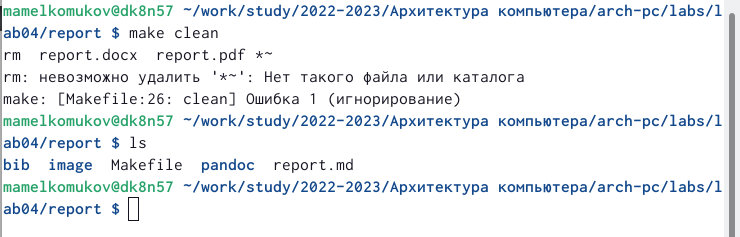 mamelkomukov@dk8n57 ~/work/study/2022-2023/Архитектура компьютера/arch-pc/labs/l
ab04/report $ make clean
rm  report.docx  report.pdf *~
rm: невозможно удалить '*~': Нет такого файла или каталога
make: [Makefile:26: clean] Ошибка 1 (игнорирование)
mamelkomukov@dk8n57 ~/work/study/2022-2023/Архитектура компьютера/arch-pc/labs/l
ab04/report $ ls
bib  image  Makefile  pandoc  report.md
mamelkomukov@dk8n57 ~/work/study/2022-2023/Архитектура компьютера/arch-pc/labs/l
ab04/report $